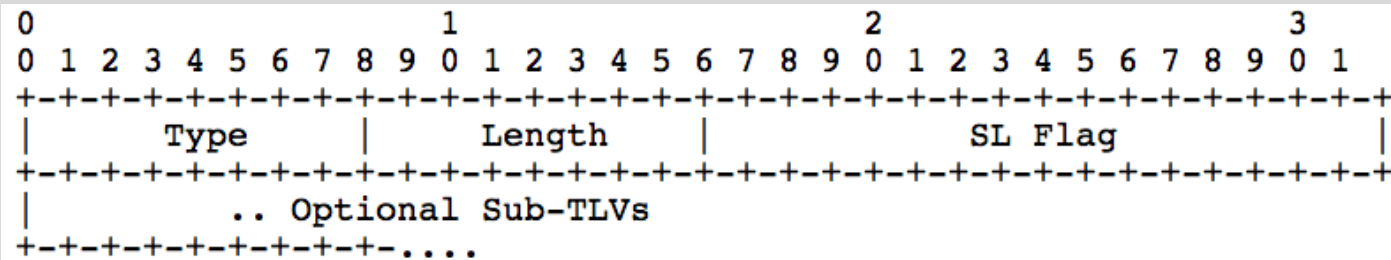 0                   1                   2                   3
0 1 2 3 4 5 6 7 8 9 0 1 2 3 4 5 6 7 8 9 0 1 2 3 4 5 6 7 8 9 0 1
+-+-+-+-+-+-+-+-+-+-+-+-+-+-+-+-+-+-+-+-+-+-+-+-+-+-+-+-+-+-+-+-+
|      Type     |     Length    |            SL Flag            |
+-+-+-+-+-+-+-+-+-+-+-+-+-+-+-+-+-+-+-+-+-+-+-+-+-+-+-+-+-+-+-+-+
|         .. Optional Sub-TLVs
+-+-+-+-+-+-+-+-+-....